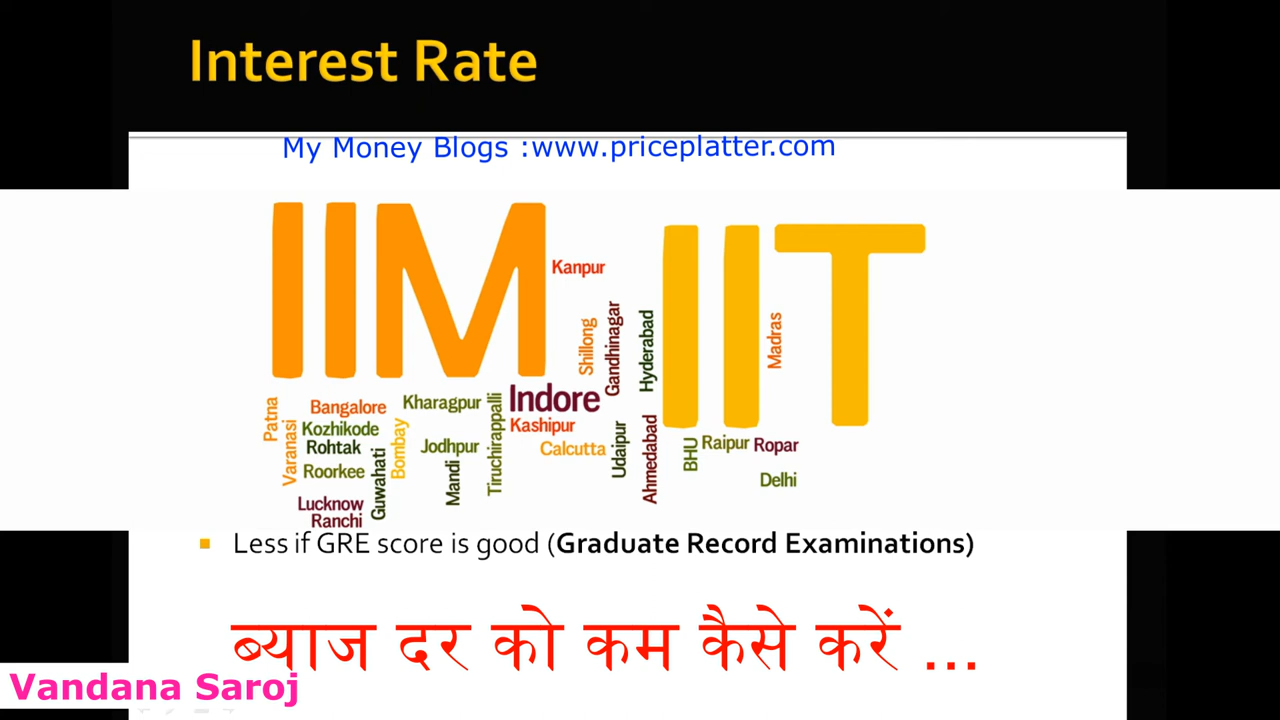 Interest Rate
My Money Blogs :www.priceplatter.com
IIM
IIT
Kanpur
Shillong
Gandhinagar
Hyderabad
Madras
Patna
Varanasi
Bangalore
Kozhikode
Rohtak
Roorkee
Lucknow
Ranchi
Guwahati
Bombay
Kharagpur
Jodhpur
Mandi
Tiruchirappalli
Indore
Kashipur
Calcutta
Udaipur
Ahmedabad
BHU
Raipur
Ropar
Delhi
Less if GRE score is good (Graduate Record Examinations)
ब्याज दर को कम कैसे करें ...
Vandana Saroj